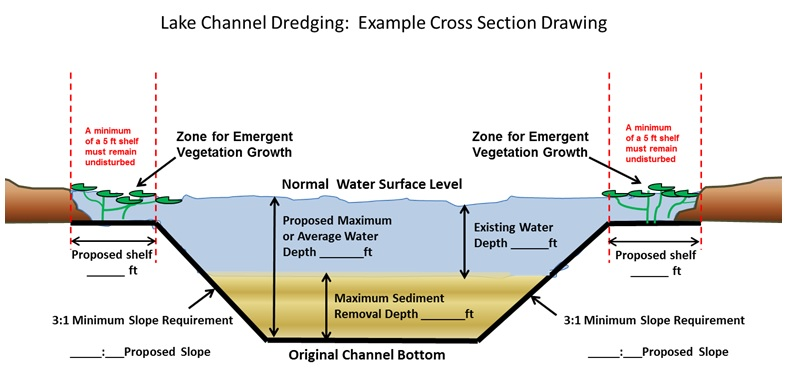 Lake Channel Dredging:  Example Cross Section Drawing
A minimum
of a 5 ft shelf
must remain
undisturbed
Zone for Emergent
Vegetation Growth
Zone for Emergent
Vegetation Growth
A minimum
of a 5 ft shelf
must remain
undisturbed
Normal Water Surface Level
Proposed Maximum
or Average Water
Depth _______ft
Existing Water
Depth ______ft
Proposed shelf
_____ ft
Proposed shelf
_____ ft
Maximum Sediment
Removal Depth _______ft
3:1 Minimum Slope Requirement
_____:___Proposed Slope
3:1 Minimum Slope Requirement
_____:___Proposed Slope
Original Channel Bottom